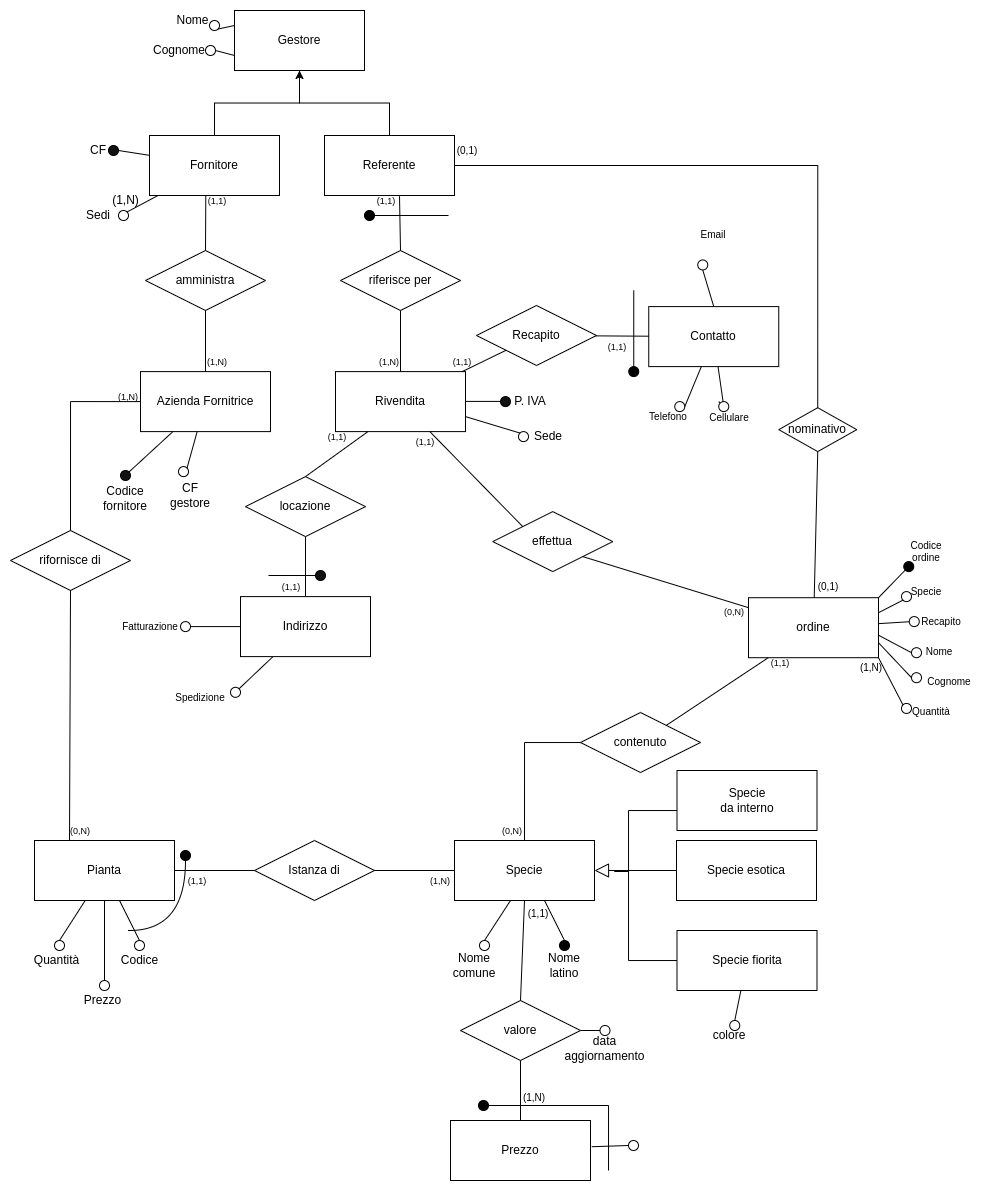 Nome
Cognome
Gestore
CF
Fornitore
Referente
(0,1)
(1,N)
Sedi
(1,1)
(1,1)
Email
amministra
riferisce per
Recapito
(1,1)
Contatto
(1,N)
(1,N)
(1,1)
(1,N)
Azienda Fornitrice
Rivendita
P. IVA
Sede
Telefono
Cellulare
nominativo
(1,1)
(1,1)
Codice
fornitore
CF
gestore
locazione
effettua
rifornisce di
Codice
ordine
(1,1)
(0,1)
Specie
(0,N)
Fatturazione
Indirizzo
ordine
Recapito
Nome
(1,1)
(1,N)
Cognome
Spedizione
Quantità
contenuto
Specie
da interno
(0,N)
(0,N)
Pianta
Istanza di
Specie
Specie esotica
(1,1)
(1,N)
(1,1)
Quantità
Codice
Nome
comune
Nome
latino
Specie fiorita
Prezzo
valore
data
aggiornamento
colore
(1,N)
Prezzo